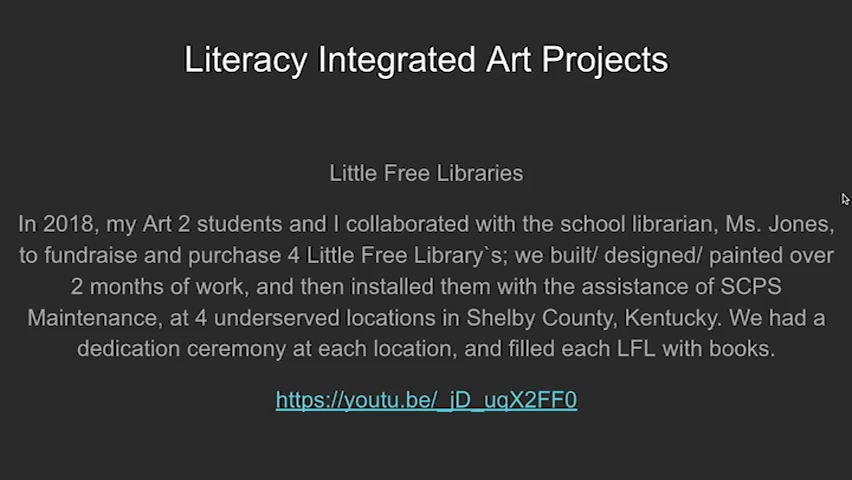 Literacy Integrated Art Projects
Little Free Libraries
In 2018, my Art 2 students and I collaborated with the school librarian, Ms. Jones,
to fundraise and purchase 4 Little Free Library`s; we built/ designed/ painted over
2 months of work, and then installed them with the assistance of SCPS
Maintenance, at 4 underserved locations in Shelby County, Kentucky. We had a
dedication ceremony at each location, and filled each LFL with books.
https://youtu.be/_jD_uqX2FF0